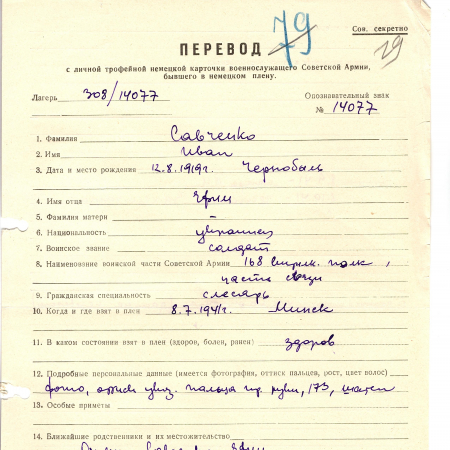 79
Сов. секретно
29
ПЕРЕВОД
с личной трофейной немецкой карточки военнослужащего Советской Армии,
бывшего в немецком плену.
Лагерь 308/14077
Опознавательный знак
№ 14077
1. Фамилия Савченко
2. Имя Иван
3. Дата и место рождения 12.8.1919г. Чернобыль
4. Имя отца Ефим
5. Фамилия матери -
6. Национальность украинец
7. Воинское звание солдат
8. Наименование воинской части Советской Армии 168 стрелк. полк,
часть связи
9. Гражданская специальность слесарь
10. Когда и где взят в плен 8.7.1941г. Минск
11. В каком состоянии взят в плен (здоров, болен, ранен) здоров
12. Подробные персональные данные (имеется фотография, оттиск пальцев, рост, цвет волос)
фото, оттиск указ. пальца пр. руки, 173,
13. Особые приметы
14. Ближайшие родственники и их местожительство